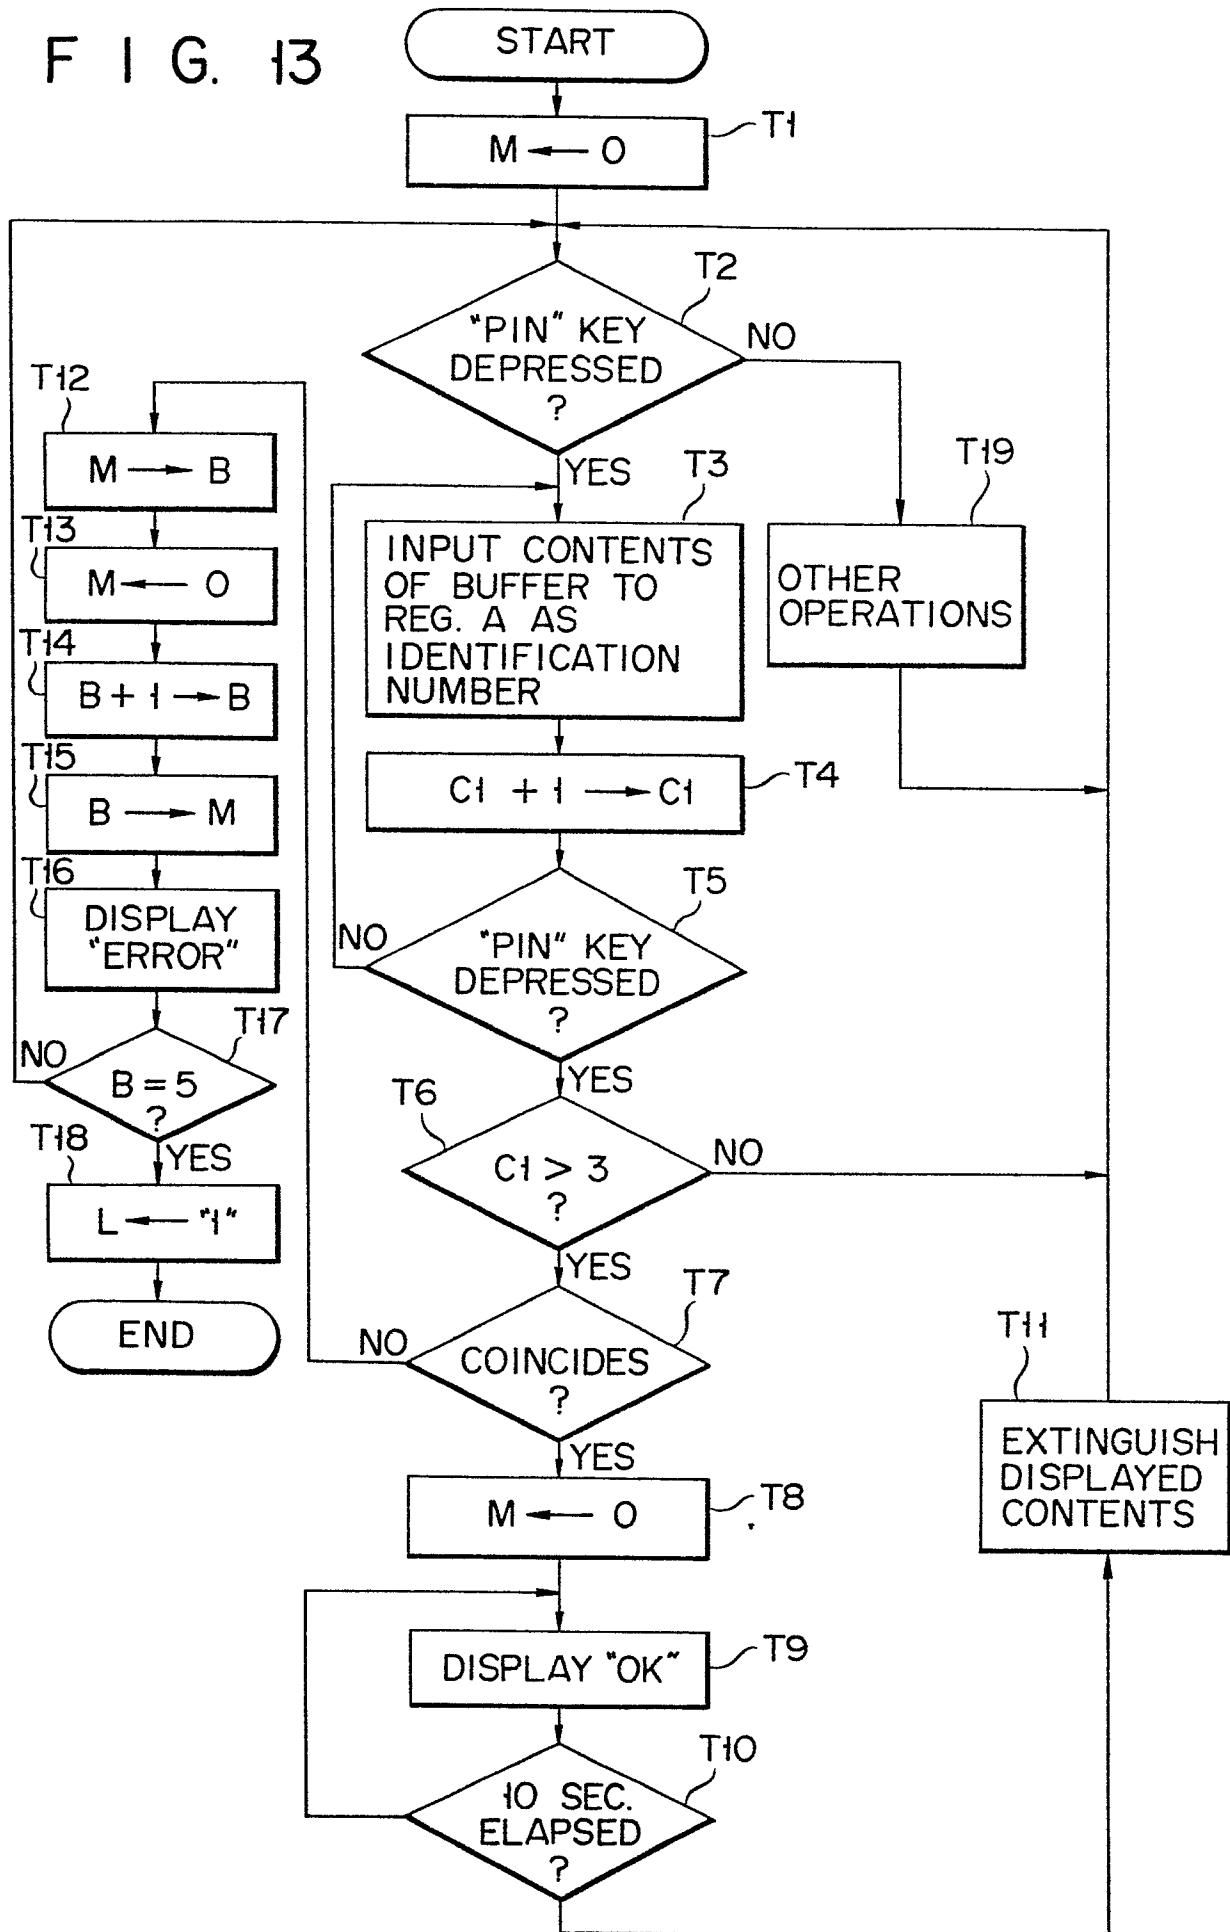 F I G. 13
START
T1
M ← 0
T2
"PIN" KEY
DEPRESSED
?
NO
YES
T3
INPUT CONTENTS
OF BUFFER TO
REG. A AS
IDENTIFICATION
NUMBER
T19
OTHER
OPERATIONS
T4
C1 + 1 → C1
T5
"PIN" KEY
DEPRESSED
?
NO
YES
T6
C1 > 3
?
NO
YES
T7
COINCIDES
?
NO
YES
T8
M ← 0
T9
DISPLAY "OK"
T10
10 SEC.
ELAPSED
?
T11
EXTINGUISH
DISPLAYED
CONTENTS
T12
M → B
T13
M ← 0
T14
B + 1 → B
T15
B → M
T16
DISPLAY
"ERROR"
T17
B = 5
?
NO
YES
T18
L ← "1"
END